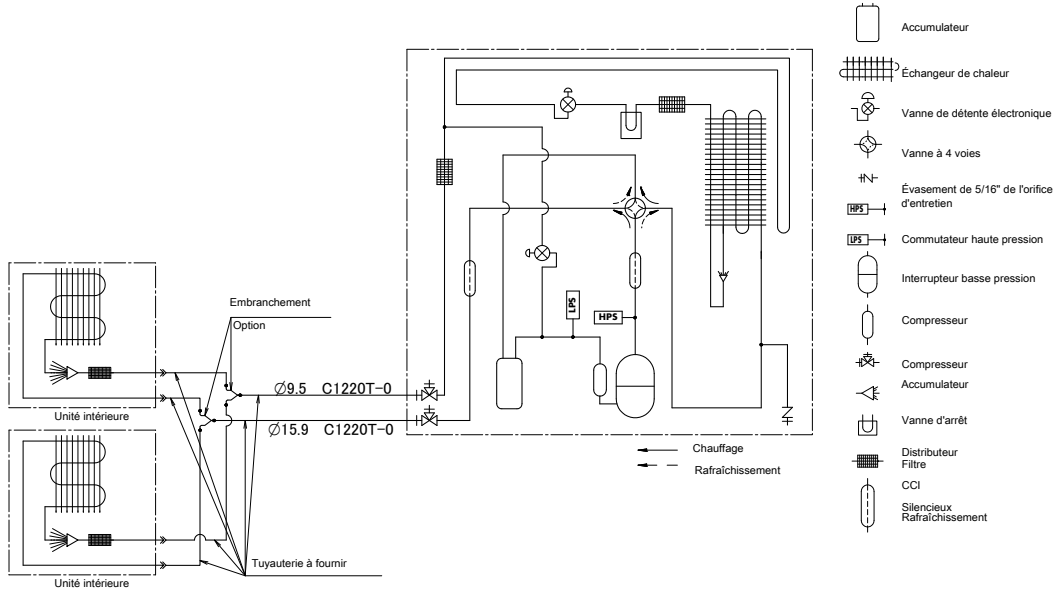 Accumulateur
Échangeur de chaleur
Vanne de détente électronique
Vanne à 4 voies
Évasement de 5/16" de l'orifice
d'entretien
HPS
LPS
Commutateur haute pression
Interrupteur basse pression
Compresseur
Compresseur
Accumulateur
Vanne d'arrêt
Distributeur
Filtre
CCI
Silencieux
Rafraîchissement
LPS
HPS
Embranchement
Option
Ø9.5 C1220T-0
Ø15.9 C1220T-0
Unité intérieure
Chauffage
Rafraîchissement
Tuyauterie à fournir
Unité intérieure